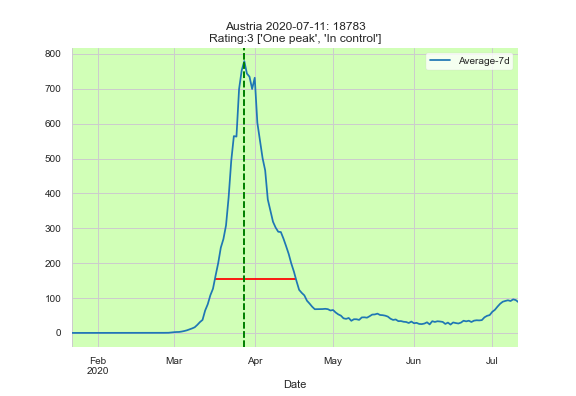 Austria 2020-07-11: 18783
Rating:3 ['One peak', 'In control']
Average-7d
800
700
600
500
400
300
200
100
0
Feb
2020
Mar
Apr
May
Jun
Jul
Date